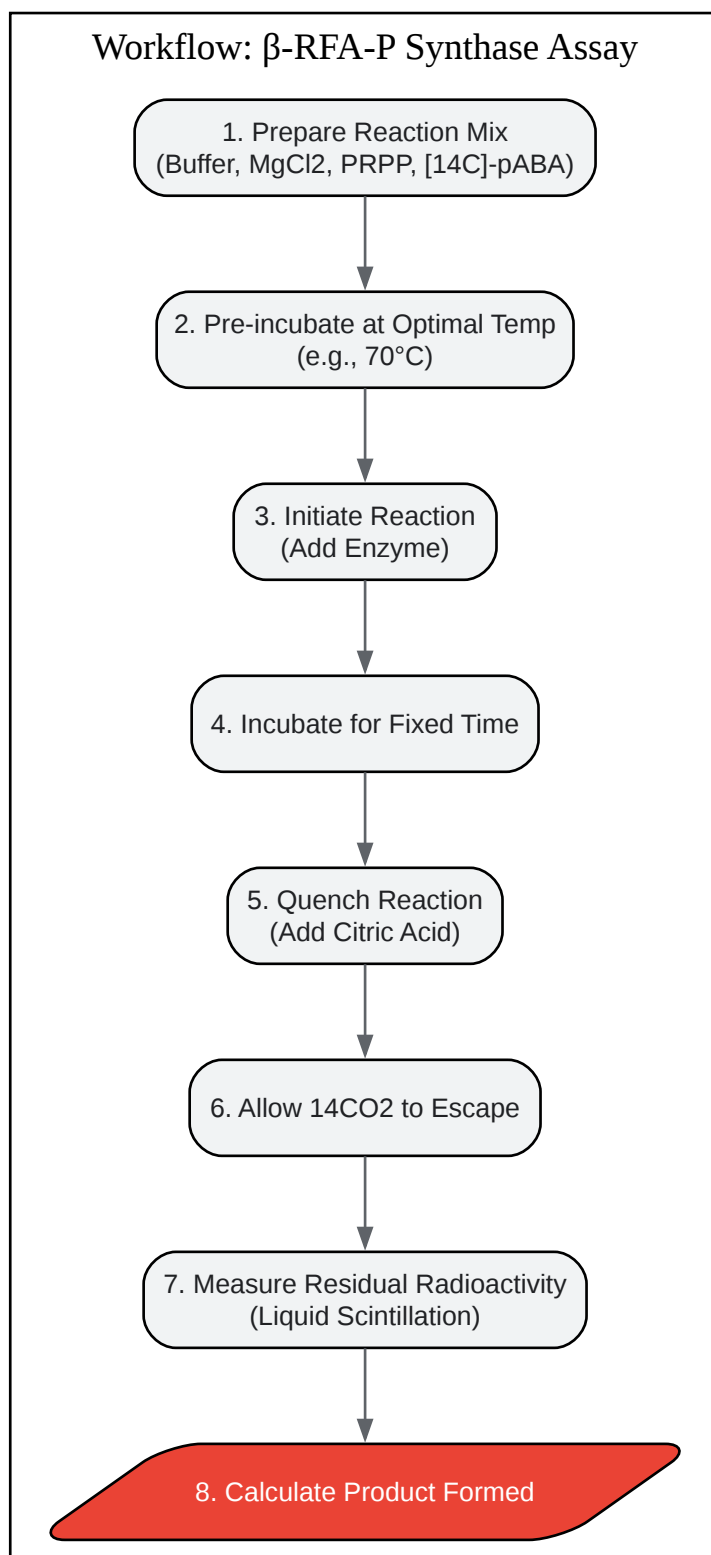 Workflow: β-RFA-P Synthase Assay
1. Prepare Reaction Mix
(Buffer, MgCl2, PRPP, [14C]-pABA)
2. Pre-incubate at Optimal Temp
(e.g., 70°C)
3. Initiate Reaction
(Add Enzyme)
4. Incubate for Fixed Time
5. Quench Reaction
(Add Citric Acid)
6. Allow 14CO2 to Escape
7. Measure Residual Radioactivity
(Liquid Scintillation)
8. Calculate Product Formed